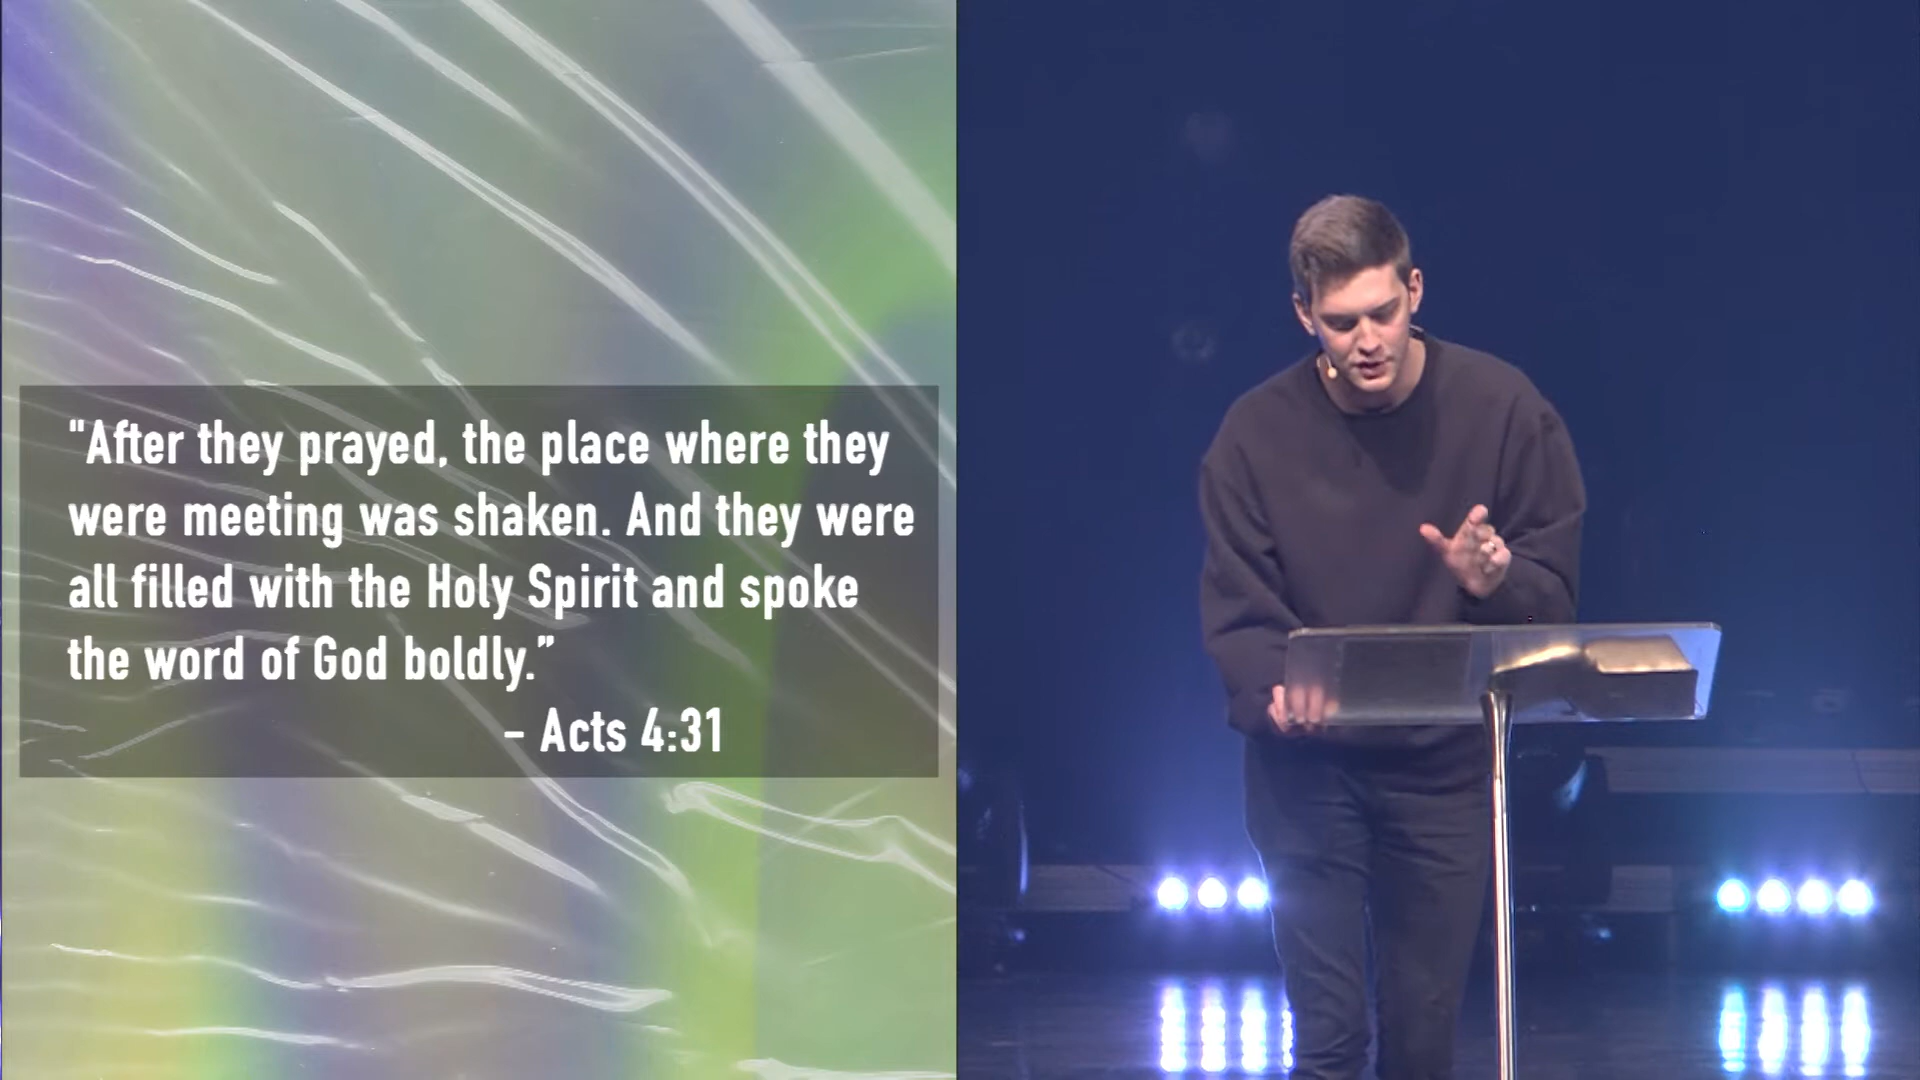 "After they prayed, the place where they
were meeting was shaken. And they were
all filled with the Holy Spirit and spoke
the word of God boldly.”
– Acts 4:31